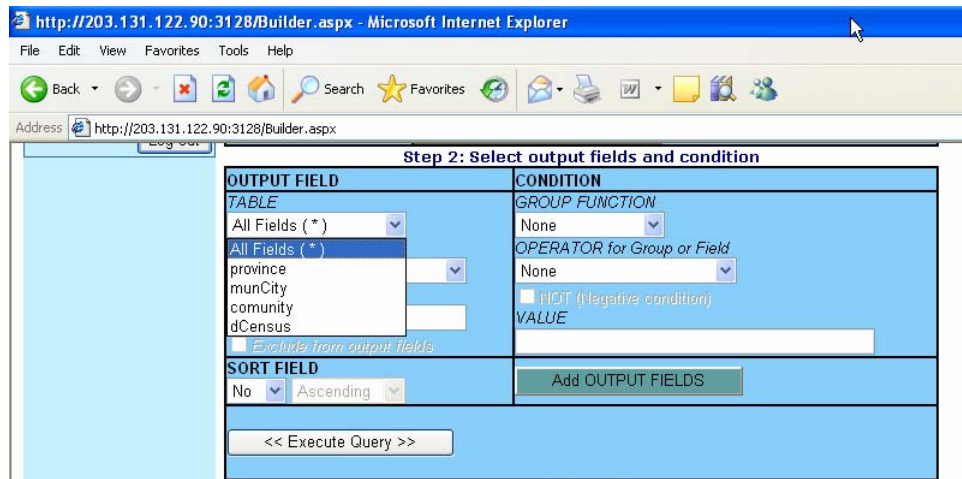 http://203.131.122.90:3128/Builder.aspx - Microsoft Internet Explorer
File Edit View Favorites Tools Help
Back Search Favorites
Address http://203.131.122.90:3128/Builder.aspx
Log out
Step 2: Select output fields and condition
OUTPUT FIELD
TABLE
All Fields ( * )
All Fields ( * )
province
munCity
comunity
dCensus
Exclude from output fields
CONDITION
GROUP FUNCTION
None
OPERATOR for Group or Field
None
NOT (Negative condition)
VALUE
SORT FIELD
No Ascending
Add OUTPUT FIELDS
<< Execute Query >>